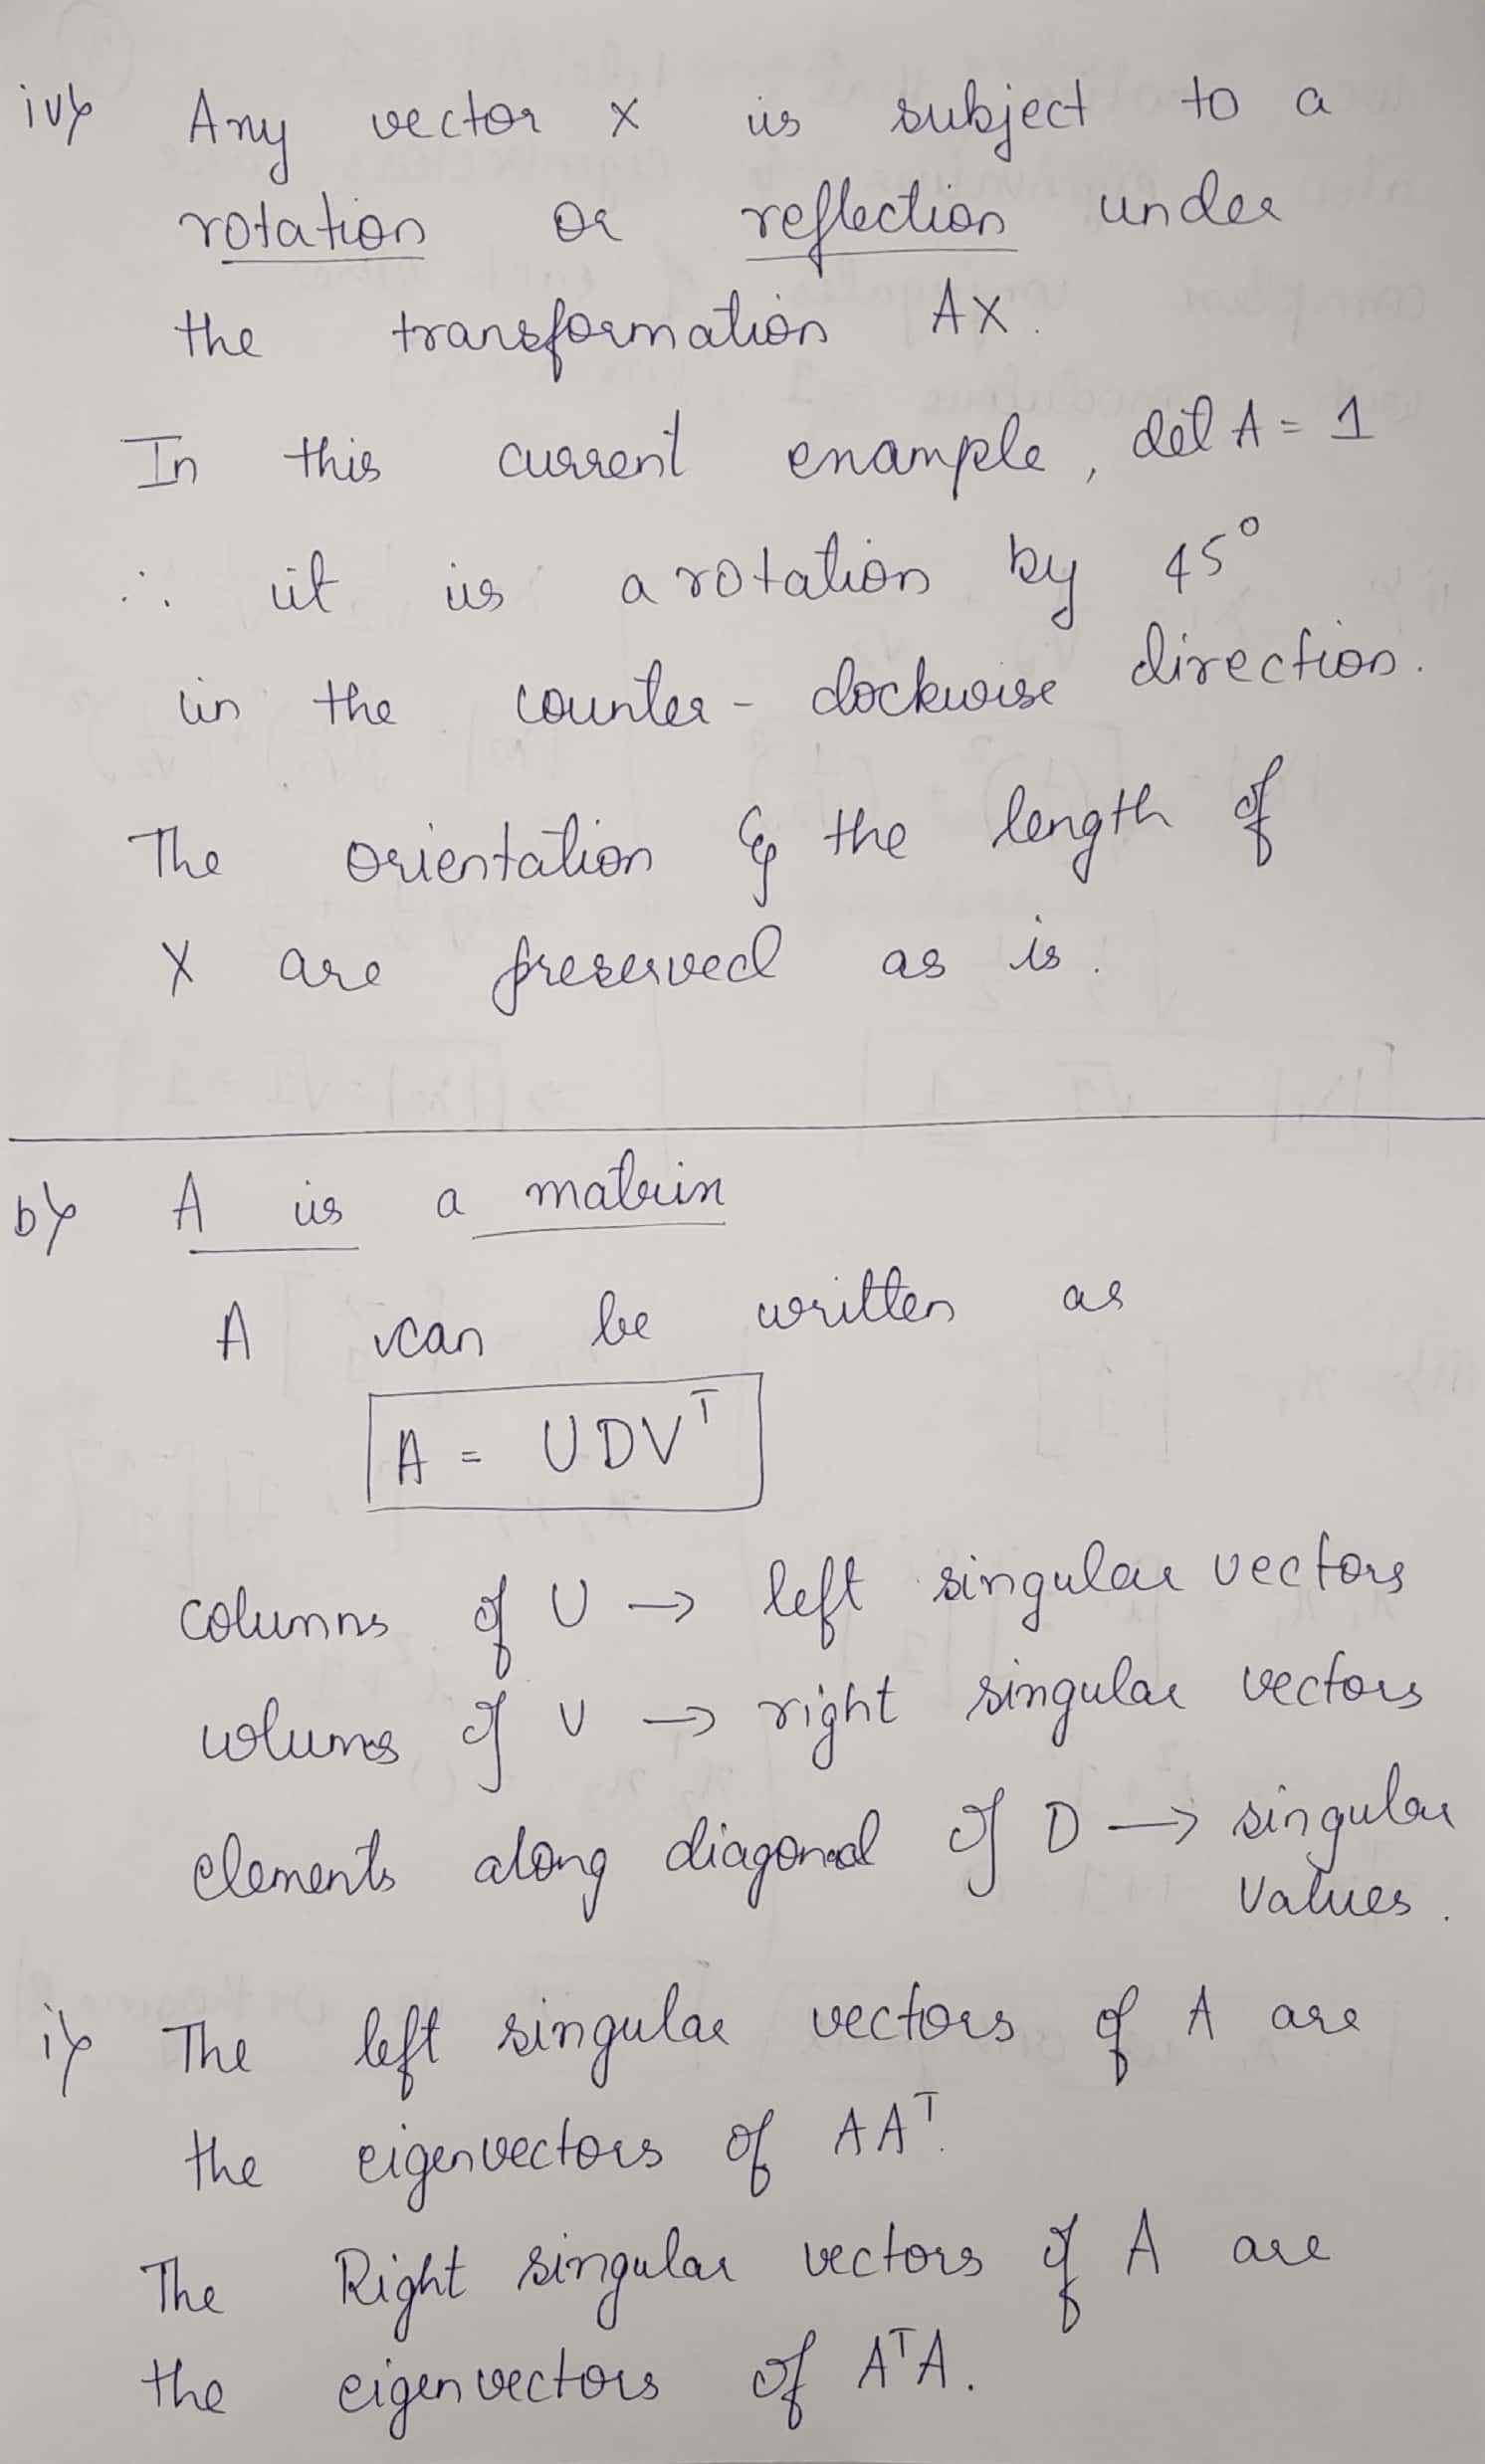 iv) Any vector x is subject to a
rotation or reflection under
the transformation Ax.
In this current example, det A = 1
∴ it is a rotation by 45°
in the counter-clockwise direction.
The orientation & the length of
X are preserved as is.
b) A is a matrix
A can be written as
A = UDVᵀ
columns of U → left singular vectors
columns of V → right singular vectors
elements along diagonal of D → singular
values.
i) The left singular vectors of A are
the eigenvectors of AAᵀ.
The Right singular vectors of A are
the eigenvectors of AᵀA.